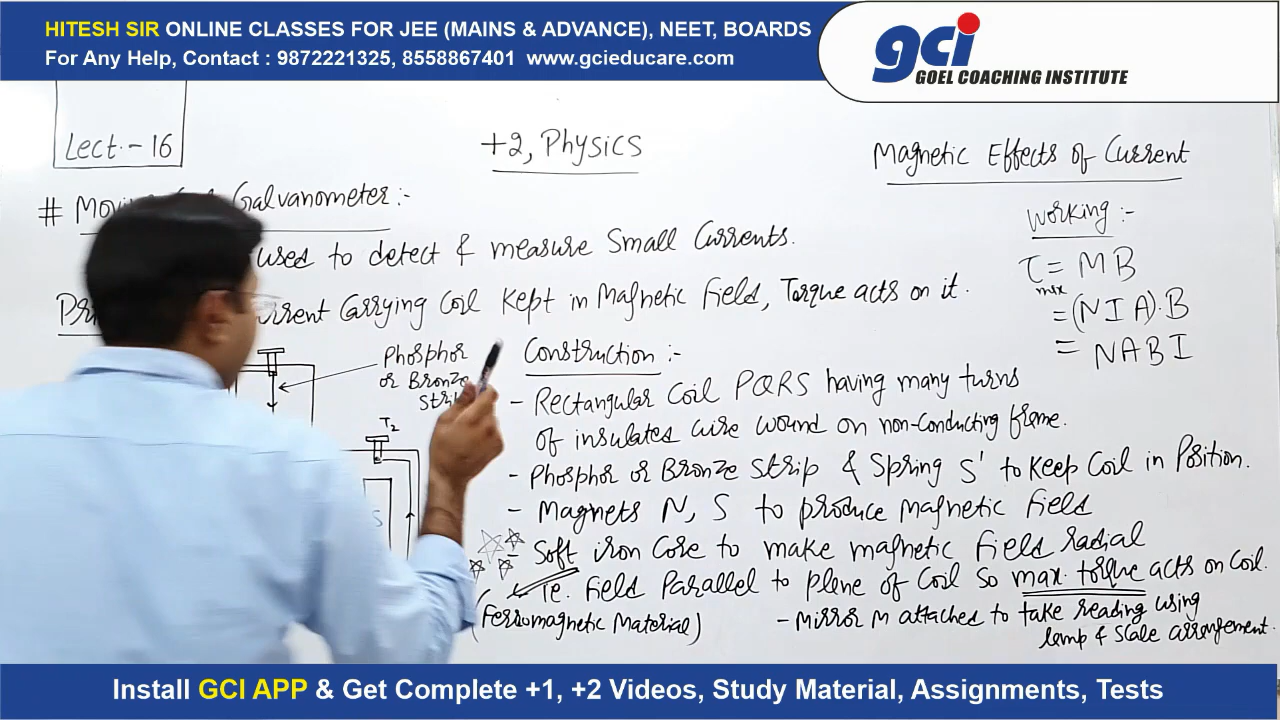 HITESH SIR ONLINE CLASSES FOR JEE (MAINS & ADVANCE), NEET, BOARDS
For Any Help, Contact : 9872221325, 8558867401 www.gcieducare.com
gci
GOEL COACHING INSTITUTE
Lect. - 16
+2, Physics
Magnetic Effects of Current
# Galvanometer :-
used to detect & measure Small Currents.
Carrying Coil kept in Magnetic Field, Torque acts on it.
Phosphor
or Bronze
T2
S
Construction :-
- Rectangular Coil PQRS having many turns
of insulates wire wound on non-conducting frame.
- Phosphor or Bronze Strip & Spring S' to keep Coil in Position.
- Magnets N, S to produce magnetic field
- Soft iron Core to make magnetic field radial
ie. Field Parallel to plane of Coil so max. torque acts on Coil.
(Ferromagnetic Material)
- Mirror M attached to take reading using
lamp & Scale arrangement.
Working :-
τmax = MB
= (NIA).B
= NABI
Install GCI APP & Get Complete +1, +2 Videos, Study Material, Assignments, Tests